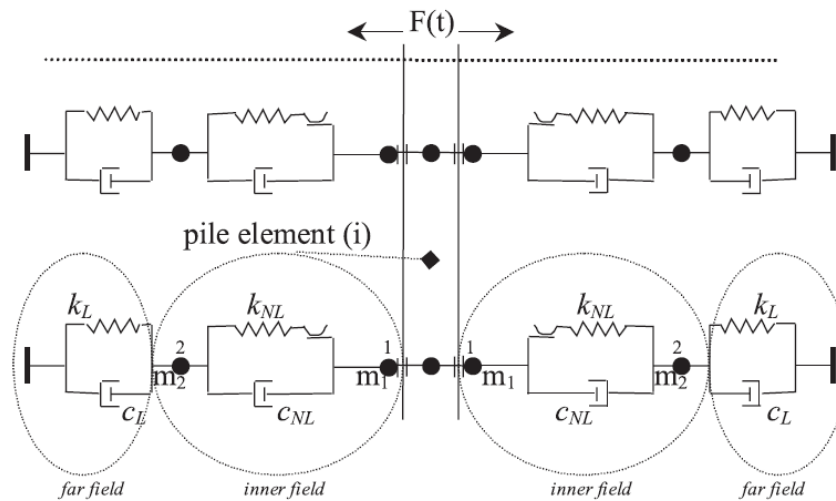 F(t)
pile element (i)
k_L k_NL k_NL k_L
2 1 1 2
m_2 m_1 m_1 m_2
c_L c_NL c_NL c_L
far field inner field inner field far field